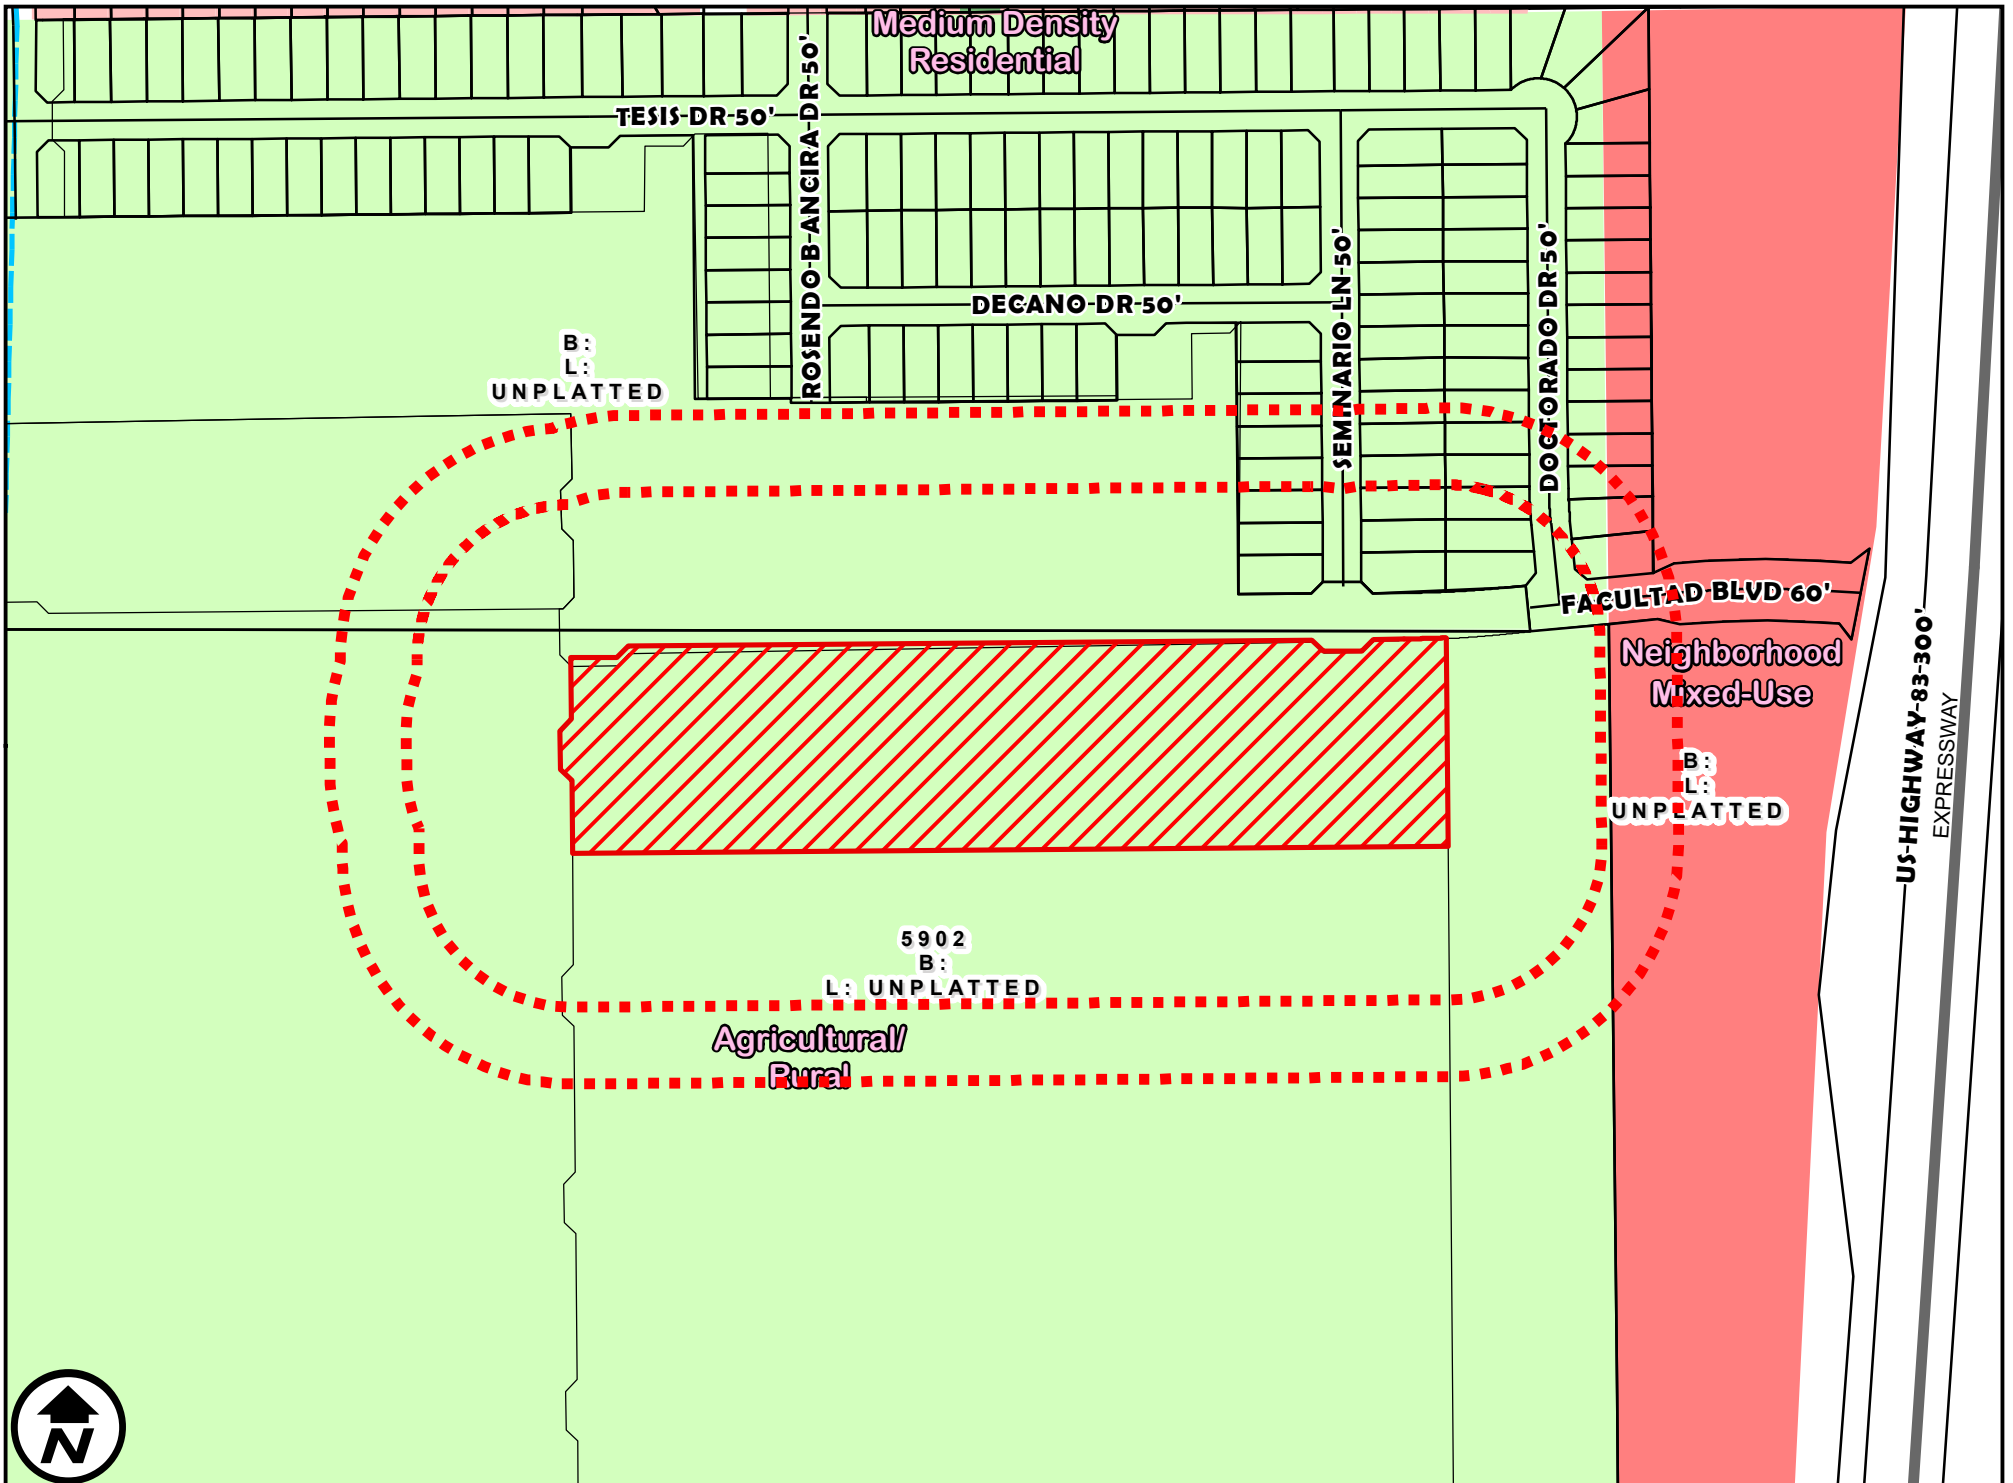 Medium Density
Residential
TESIS DR 50'
ROSENDO-B-ANCIRA-DR-50'
DECANO-DR-50'
SEMINARIO-LN-50'
DOCTORADO-DR-50'
B:
L:
UNPLATTED
FACULTAD BLVD 60'
Neighborhood
Mixed-Use
US-HIGHWAY-83-300'
EXPRESSWAY
B:
L:
UNPLATTED
5902
B:
L: UNPLATTED
Agricultural/
Rural
N